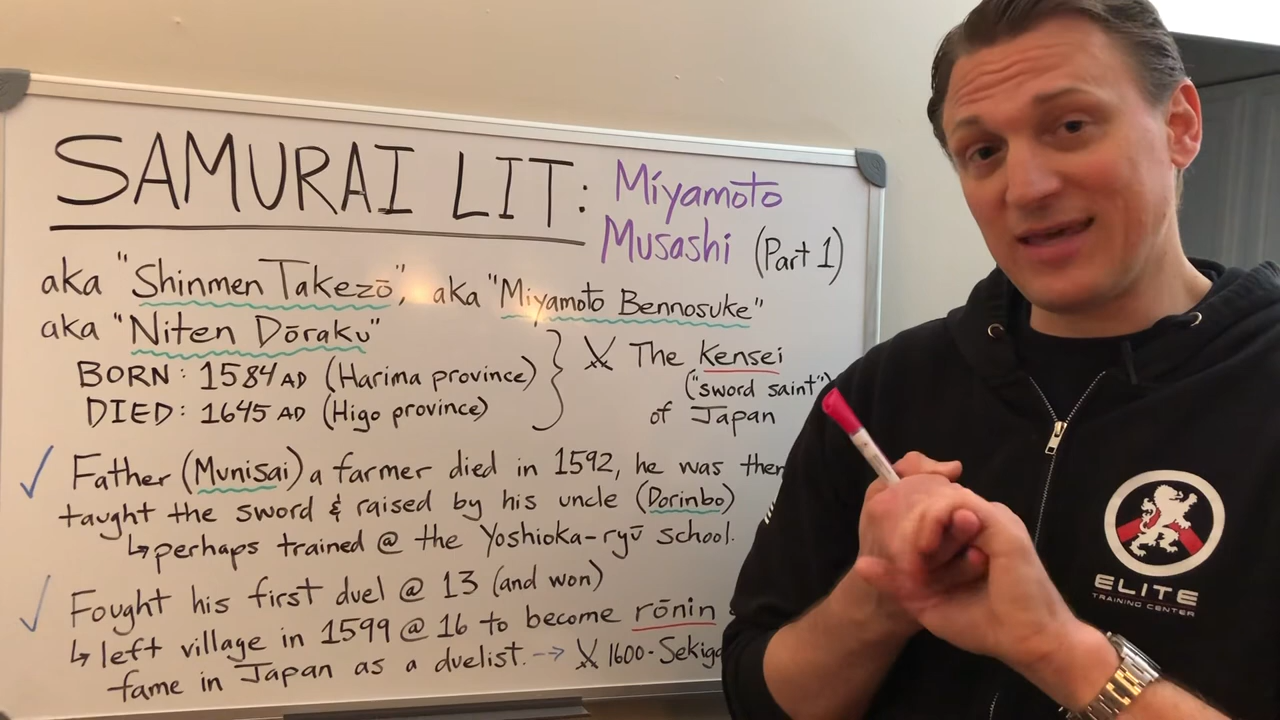 SAMURAI LIT: Miyamoto
Musashi (Part 1)
aka "Shinmen Takezō", aka "Miyamoto Bennosuke"
aka "Niten Dōraku"
BORN: 1584 AD (Harima province)
DIED: 1645 AD (Higo province)
The Kensei
("sword saint")
of Japan
Father (Munisai) a farmer died in 1592, he was then
taught the sword & raised by his uncle (Dorinbo)
↳ perhaps trained @ the Yoshioka-ryū school.
Fought his first duel @ 13 (and won)
↳ left village in 1599 @ 16 to become rōnin
fame in Japan as a duelist. --> 1600-Sekiga
ELITE
TRAINING CENTER